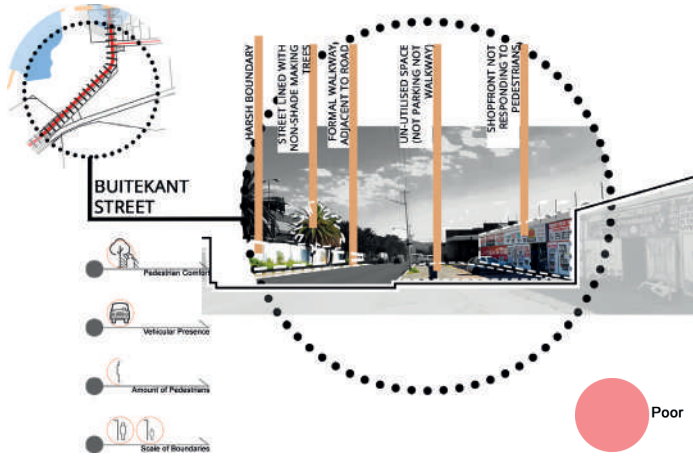 HARSH BOUNDARY
STREET LINED WITH
NON-SHADE MAKING
TREES
FORMAL WALKWAY,
ADJACENT TO ROAD
UN-UTILISED SPACE
(NOT PARKING NOT
WALKWAY)
SHOPFRONT NOT
RESPONDING TO
PEDESTRIANS
BUITEKANT
STREET
Pedestrian Comfort
Vehicular Presence
Amount of Pedestrians
Scale of Boundaries
Poor